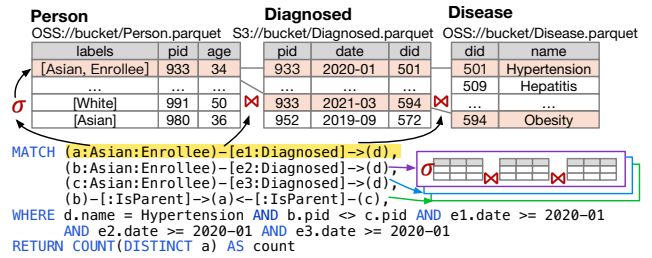 Person Diagnosed Disease
OSS://bucket/Person.parquet S3://bucket/Diagnosed.parquet OSS://bucket/Disease.parquet
labels pid age pid date did did name
[Asian, Enrollee] 933 34 933 2020-01 501 501 Hypertension
... ... ... ... ... ... 509 Hepatitis
σ [White] 991 50 ⋈ 933 2021-03 594 ⋈ ... ...
[Asian] 980 36 952 2019-09 572 594 Obesity
MATCH (a:Asian:Enrollee)-[e1:Diagnosed]->(d),
(b:Asian:Enrollee)-[e2:Diagnosed]->(d), σ ⋈ ⋈
(c:Asian:Enrollee)-[e3:Diagnosed]->(d),
(b)-[:IsParent]->(a)<-[:IsParent]-(c),
WHERE d.name = Hypertension AND b.pid <> c.pid AND e1.date >= 2020-01
AND e2.date >= 2020-01 AND e3.date >= 2020-01
RETURN COUNT(DISTINCT a) AS count